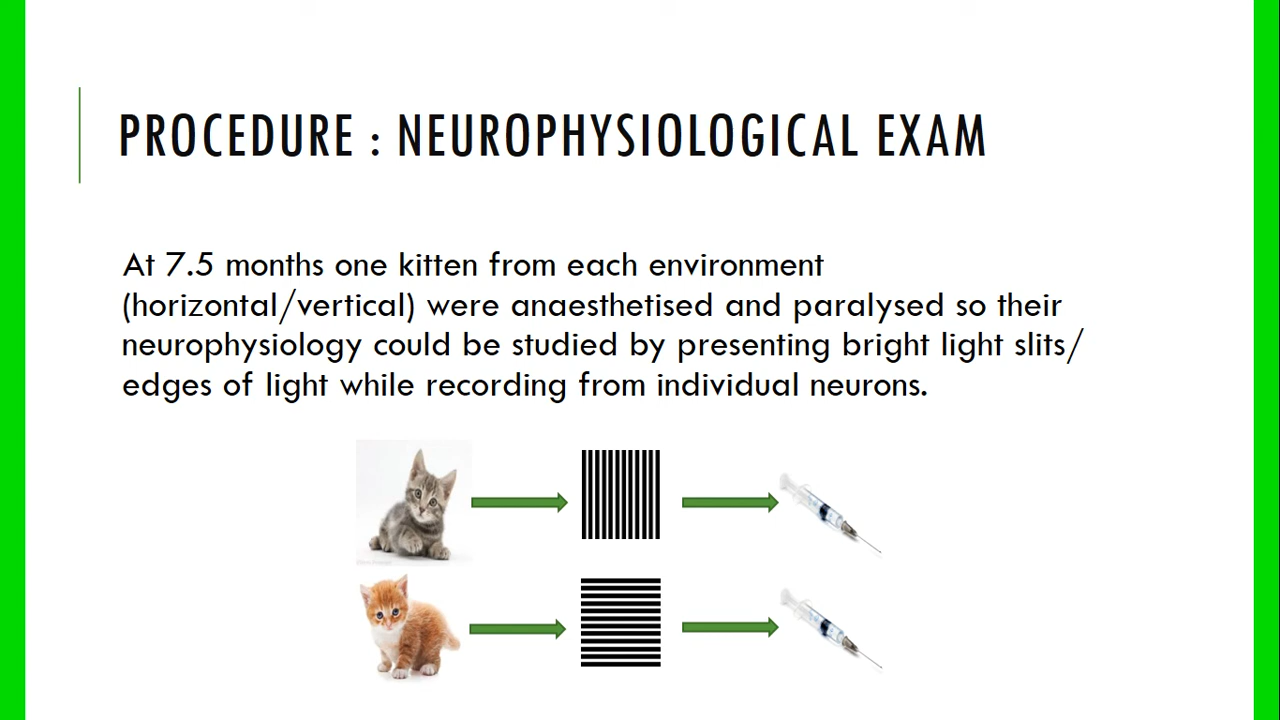 PROCEDURE : NEUROPHYSIOLOGICAL EXAM
At 7.5 months one kitten from each environment
(horizontal/vertical) were anaesthetised and paralysed so their
neurophysiology could be studied by presenting bright light slits/
edges of light while recording from individual neurons.